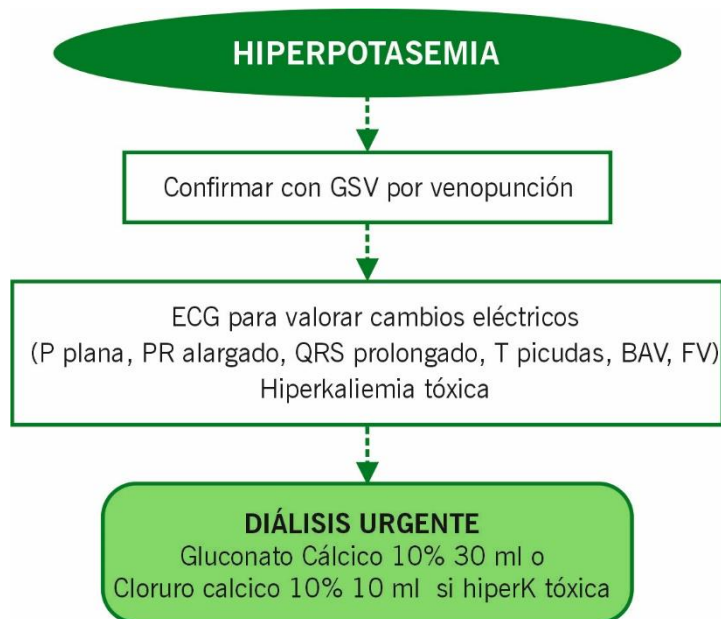 HIPERPOTASEMIA
Confirmar con GSV por venopunción
ECG para valorar cambios eléctricos
(P plana, PR alargado, QRS prolongado, T picudas, BAV, FV)
Hiperkaliemia tóxica
DIÁLISIS URGENTE
Gluconato Cálcico 10% 30 ml o
Cloruro calcico 10% 10 ml si hiperK tóxica